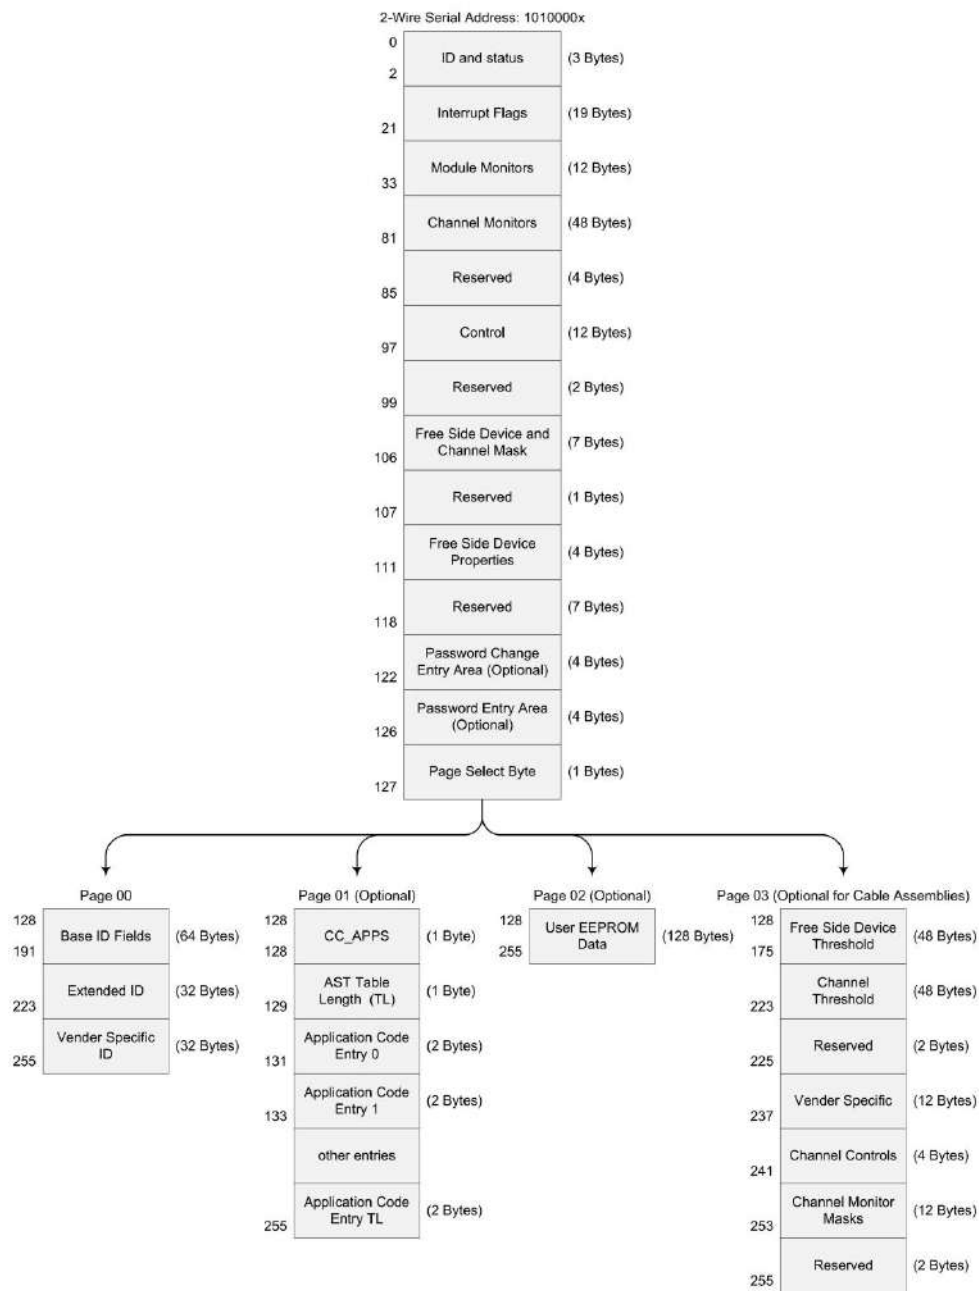 2-Wire Serial Address: 1010000x
0
2
ID and status
(3 Bytes)
21
Interrupt Flags
(19 Bytes)
33
Module Monitors
(12 Bytes)
81
Channel Monitors
(48 Bytes)
85
Reserved
(4 Bytes)
97
Control
(12 Bytes)
99
Reserved
(2 Bytes)
106
Free Side Device and
Channel Mask
(7 Bytes)
107
Reserved
(1 Bytes)
111
Free Side Device
Properties
(4 Bytes)
118
Reserved
(7 Bytes)
122
Password Change
Entry Area (Optional)
(4 Bytes)
126
Password Entry Area
(Optional)
(4 Bytes)
127
Page Select Byte
(1 Bytes)
Page 00
128
191
Base ID Fields
(64 Bytes)
223
Extended ID
(32 Bytes)
255
Vender Specific
ID
(32 Bytes)
Page 01 (Optional)
128
128
CC_APPS
(1 Byte)
129
AST Table
Length (TL)
(1 Byte)
131
Application Code
Entry 0
(2 Bytes)
133
Application Code
Entry 1
(2 Bytes)
other entries
255
Application Code
Entry TL
(2 Bytes)
Page 02 (Optional)
128
255
User EEPROM
Data
(128 Bytes)
Page 03 (Optional for Cable Assemblies)
128
175
Free Side Device
Threshold
(48 Bytes)
223
Channel
Threshold
(48 Bytes)
225
Reserved
(2 Bytes)
237
Vender Specific
(12 Bytes)
241
Channel Controls
(4 Bytes)
253
Channel Monitor
Masks
(12 Bytes)
255
Reserved
(2 Bytes)